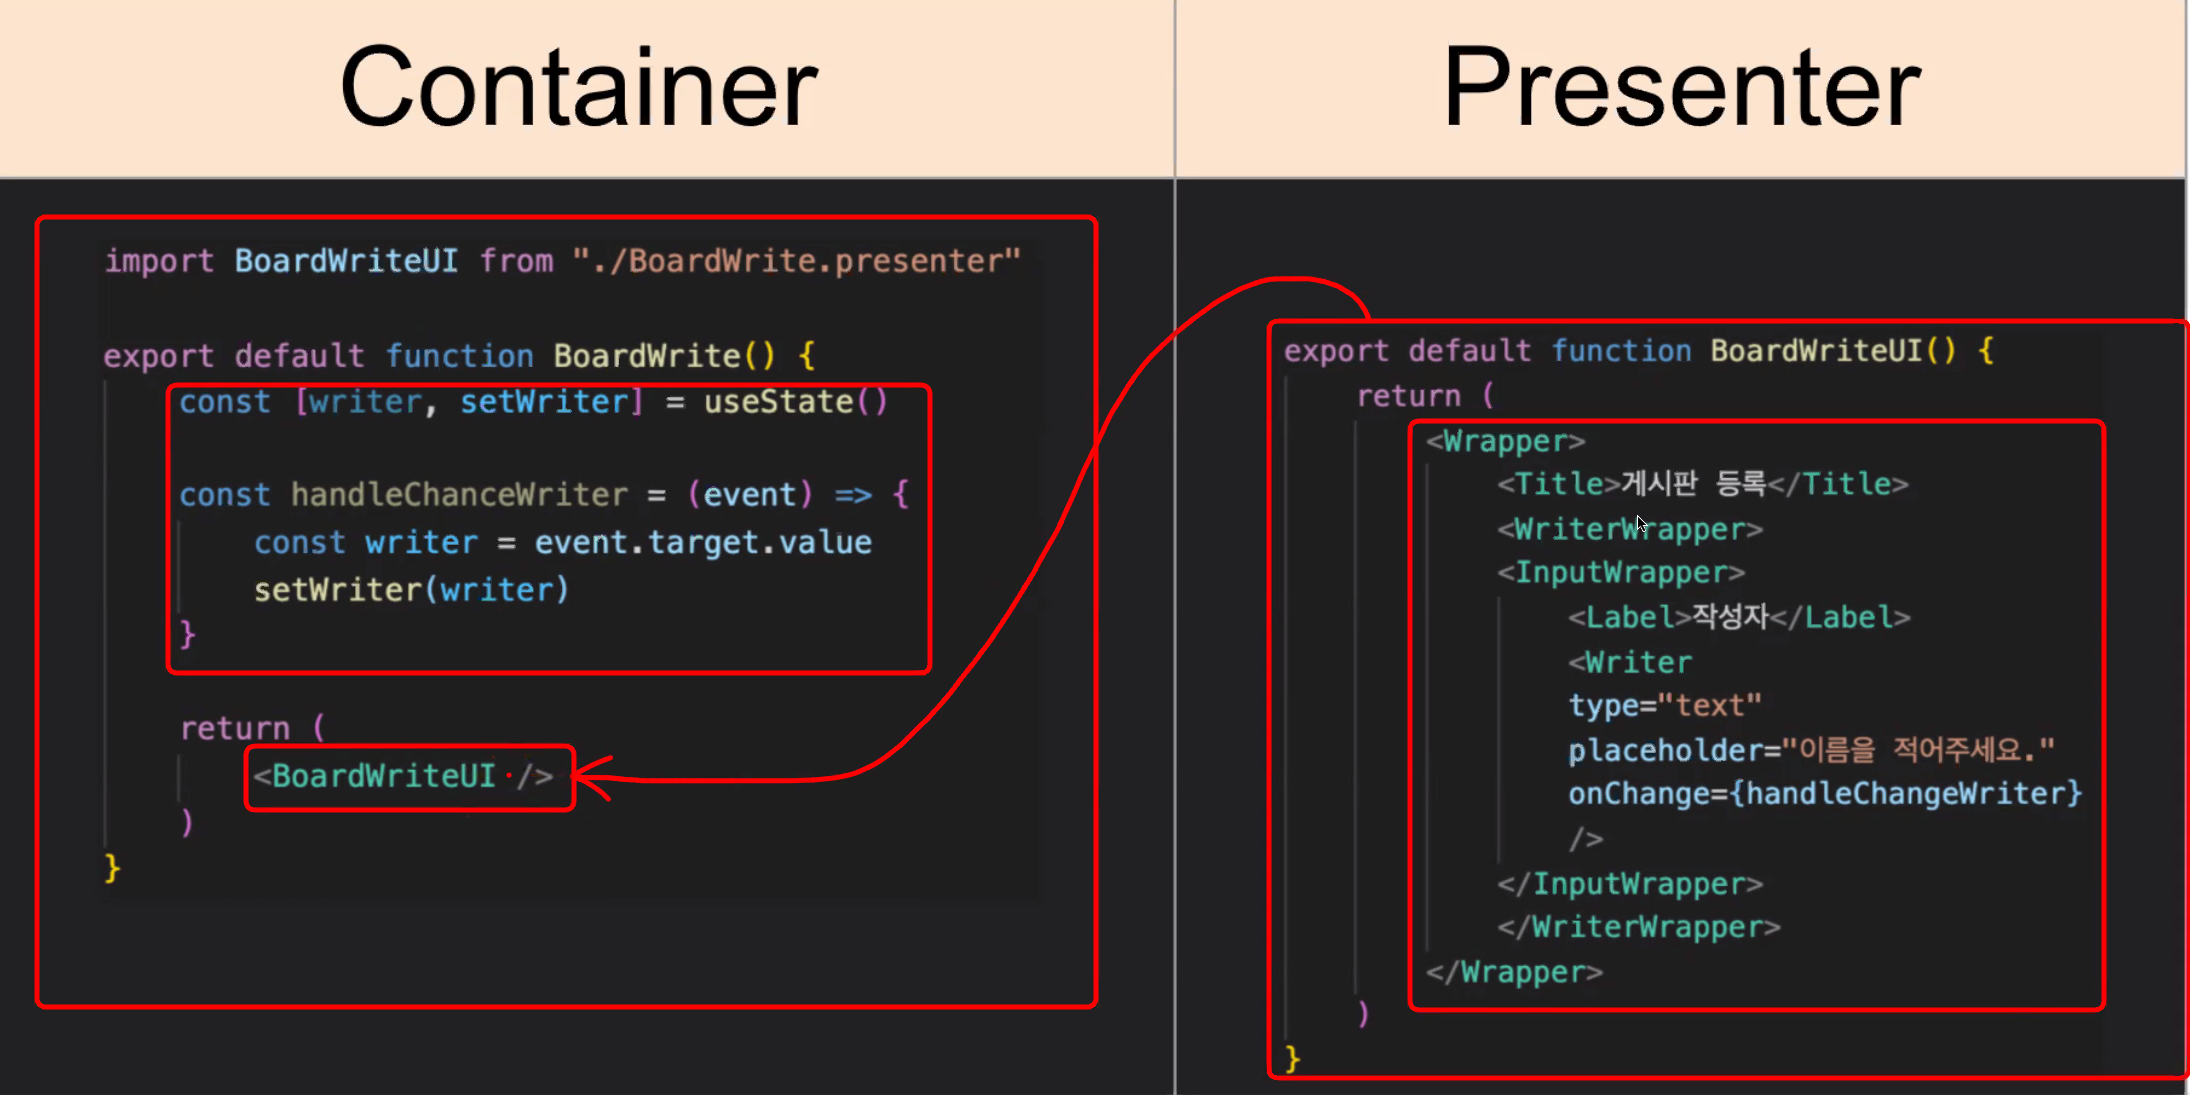 Container
import BoardWriteUI from "./BoardWrite.presenter"
export default function BoardWrite() {
const [writer, setWriter] = useState()
const handleChanceWriter = (event) => {
const writer = event.target.value
setWriter(writer)
}
return (
<BoardWriteUI />
)
}
Presenter
export default function BoardWriteUI() {
return (
<Wrapper>
<Title>게시판 등록</Title>
<WriterWrapper>
<InputWrapper>
<Label>작성자</Label>
<Writer
type="text"
placeholder="이름을 적어주세요."
onChange={handleChangeWriter}
/>
</InputWrapper>
</WriterWrapper>
</Wrapper>
)
}